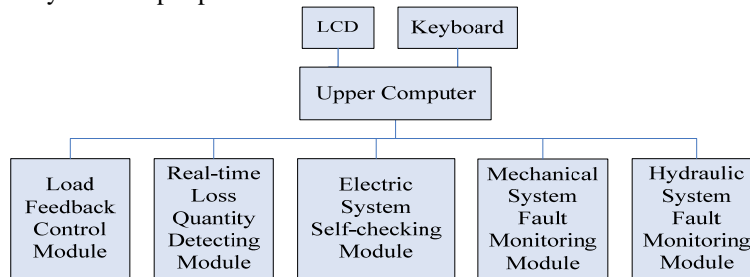 LCD
Keyboard
Upper Computer
Load
Feedback
Control
Module
Real-time
Loss
Quantity
Detecting
Module
Electric
System
Self-checking
Module
Mechanical
System
Fault
Monitoring
Module
Hydraulic
System
Fault
Monitoring
Module